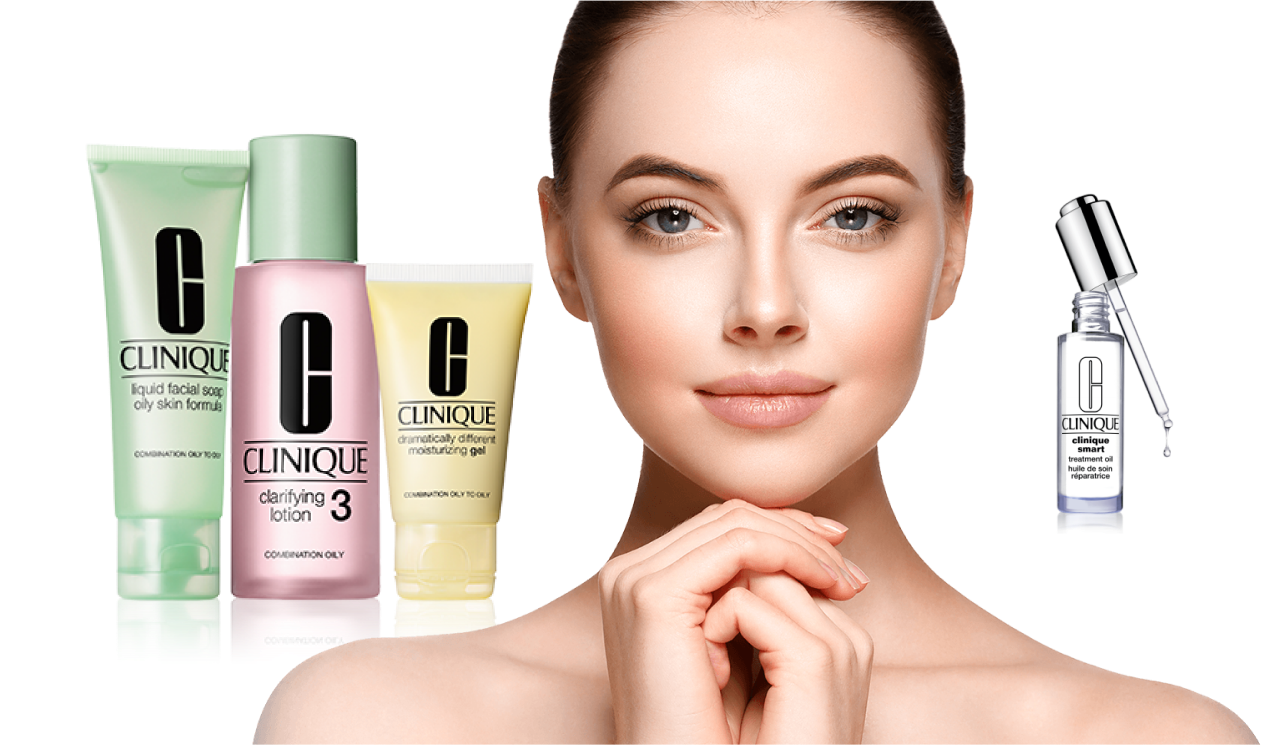 CLINIQUE
liquid facial soap
oily skin formula
COMBINATION OILY TO OILY
CLINIQUE
clarifying
lotion 3
COMBINATION OILY
CLINIQUE
dramatically different
moisturizing gel
COMBINATION OILY TO OILY
CLINIQUE
clinique
smart
treatment oil
huile de soin
réparatrice